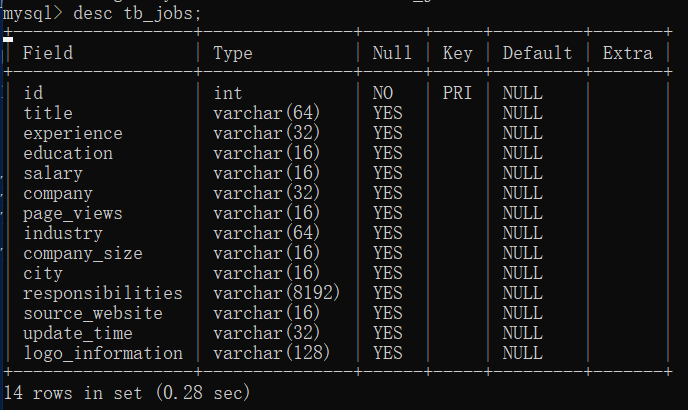 mysql> desc tb_jobs;
+------------------+---------------+------+-----+---------+-------+
| Field            | Type          | Null | Key | Default | Extra |
+------------------+---------------+------+-----+---------+-------+
| id               | int           | NO   | PRI | NULL    |       |
| title            | varchar(64)   | YES  |     | NULL    |       |
| experience       | varchar(32)   | YES  |     | NULL    |       |
| education        | varchar(16)   | YES  |     | NULL    |       |
| salary           | varchar(16)   | YES  |     | NULL    |       |
| company          | varchar(32)   | YES  |     | NULL    |       |
| page_views       | varchar(16)   | YES  |     | NULL    |       |
| industry         | varchar(64)   | YES  |     | NULL    |       |
| company_size     | varchar(16)   | YES  |     | NULL    |       |
| city             | varchar(16)   | YES  |     | NULL    |       |
| responsibilities | varchar(8192) | YES  |     | NULL    |       |
| source_website   | varchar(16)   | YES  |     | NULL    |       |
| update_time      | varchar(32)   | YES  |     | NULL    |       |
| logo_information | varchar(128)  | YES  |     | NULL    |       |
+------------------+---------------+------+-----+---------+-------+
14 rows in set (0.28 sec)